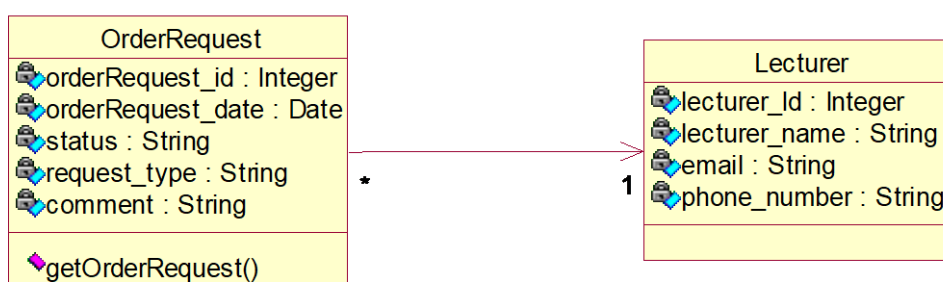 OrderRequest
orderRequest_id : Integer
orderRequest_date : Date
status : String
request_type : String
comment : String
getOrderRequest()
*
1
Lecturer
lecturer_Id : Integer
lecturer_name : String
email : String
phone_number : String